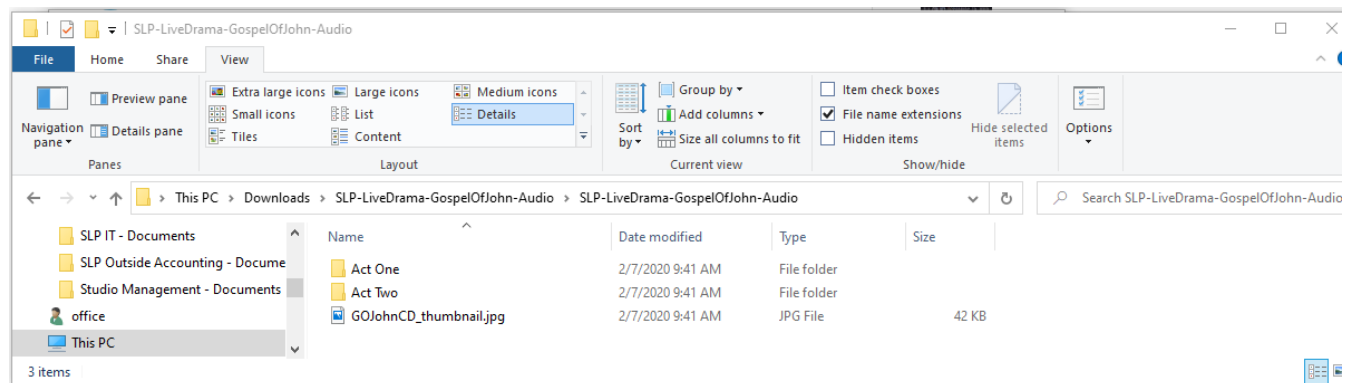 SLP-LiveDrama-GospelOfJohn-Audio
File Home Share View
Navigation pane
Preview pane
Details pane
Panes
Extra large icons Large icons Medium icons
Small icons List Details
Tiles Content
Layout
Sort by
Group by
Add columns
Size all columns to fit
Current view
Item check boxes
File name extensions
Hidden items
Hide selected items
Show/hide
Options
This PC > Downloads > SLP-LiveDrama-GospelOfJohn-Audio > SLP-LiveDrama-GospelOfJohn-Audio
Search SLP-LiveDrama-GospelOfJohn-Audio
SLP IT - Documents
SLP Outside Accounting - Docume
Studio Management - Documents
office
This PC
Name Date modified Type Size
Act One 2/7/2020 9:41 AM File folder
Act Two 2/7/2020 9:41 AM File folder
GOJohnCD_thumbnail.jpg 2/7/2020 9:41 AM JPG File 42 KB
3 items